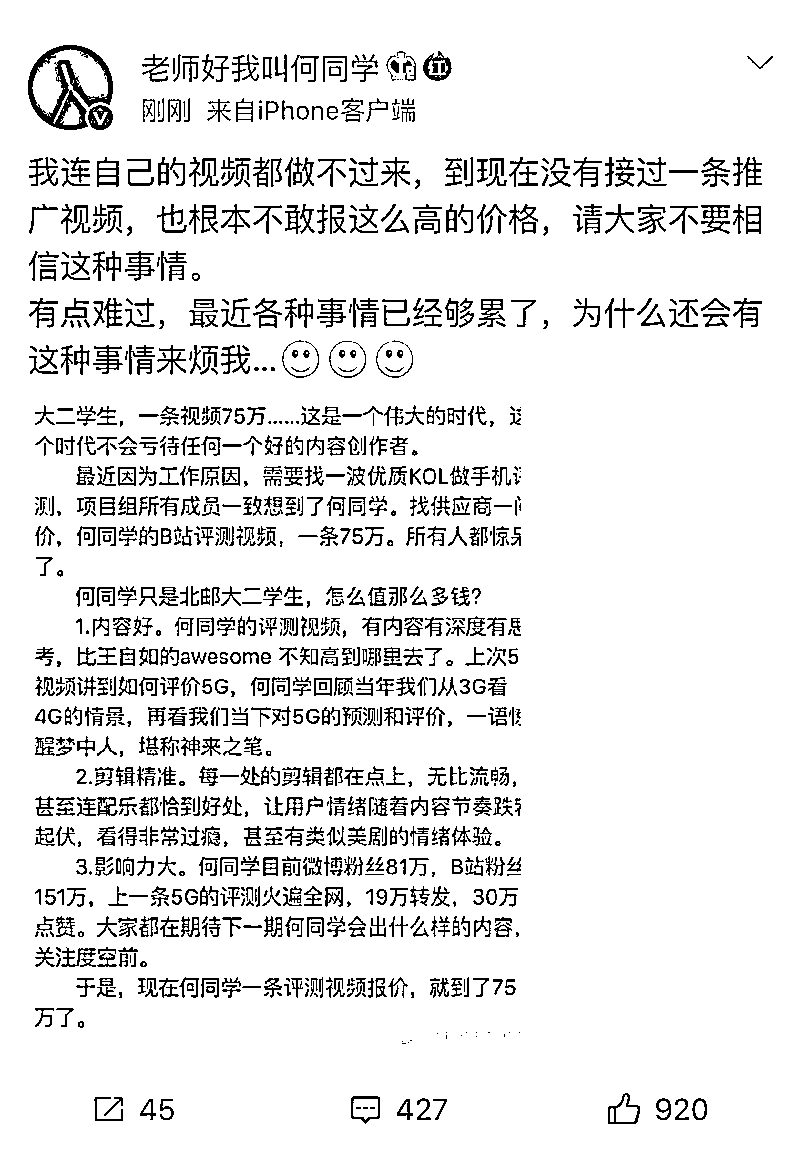 老师好我叫何同学
刚刚 来自iPhone客户端
我连自己的视频都做不过来，到现在没有接过一条推
广视频，也根本不敢报这么高的价格，请大家不要相
信这种事情。
有点难过，最近各种事情已经够累了，为什么还会有
这种事情来烦我...
大二学生，一条视频75万......这是一个伟大的时代，这
个时代不会亏待任何一个好的内容创作者。
最近因为工作原因，需要找一波优质KOL做手机评
测，项目组所有成员一致想到了何同学。找供应商一问
价，何同学的B站评测视频，一条75万。所有人都惊呆
了。
何同学只是北邮大二学生，怎么值那么多钱?
1.内容好。何同学的评测视频，有内容有深度有思
考，比王自如的awesome 不知高到哪里去了。上次5
视频讲到如何评价5G，何同学回顾当年我们从3G看
4G的情景，再看我们当下对5G的预测和评价，一语惊
醒梦中人，堪称神来之笔。
2.剪辑精准。每一处的剪辑都在点上，无比流畅，
甚至连配乐都恰到好处，让用户情绪随着内容节奏跌宕
起伏，看得非常过瘾，甚至有类似美剧的情绪体验。
3.影响力大。何同学目前微博粉丝81万，B站粉丝
151万，上一条5G的评测火遍全网，19万转发，30万
点赞。大家都在期待下一期何同学会出什么样的内容，
关注度空前。
于是，现在何同学一条评测视频报价，就到了75
万了。
45 427 920